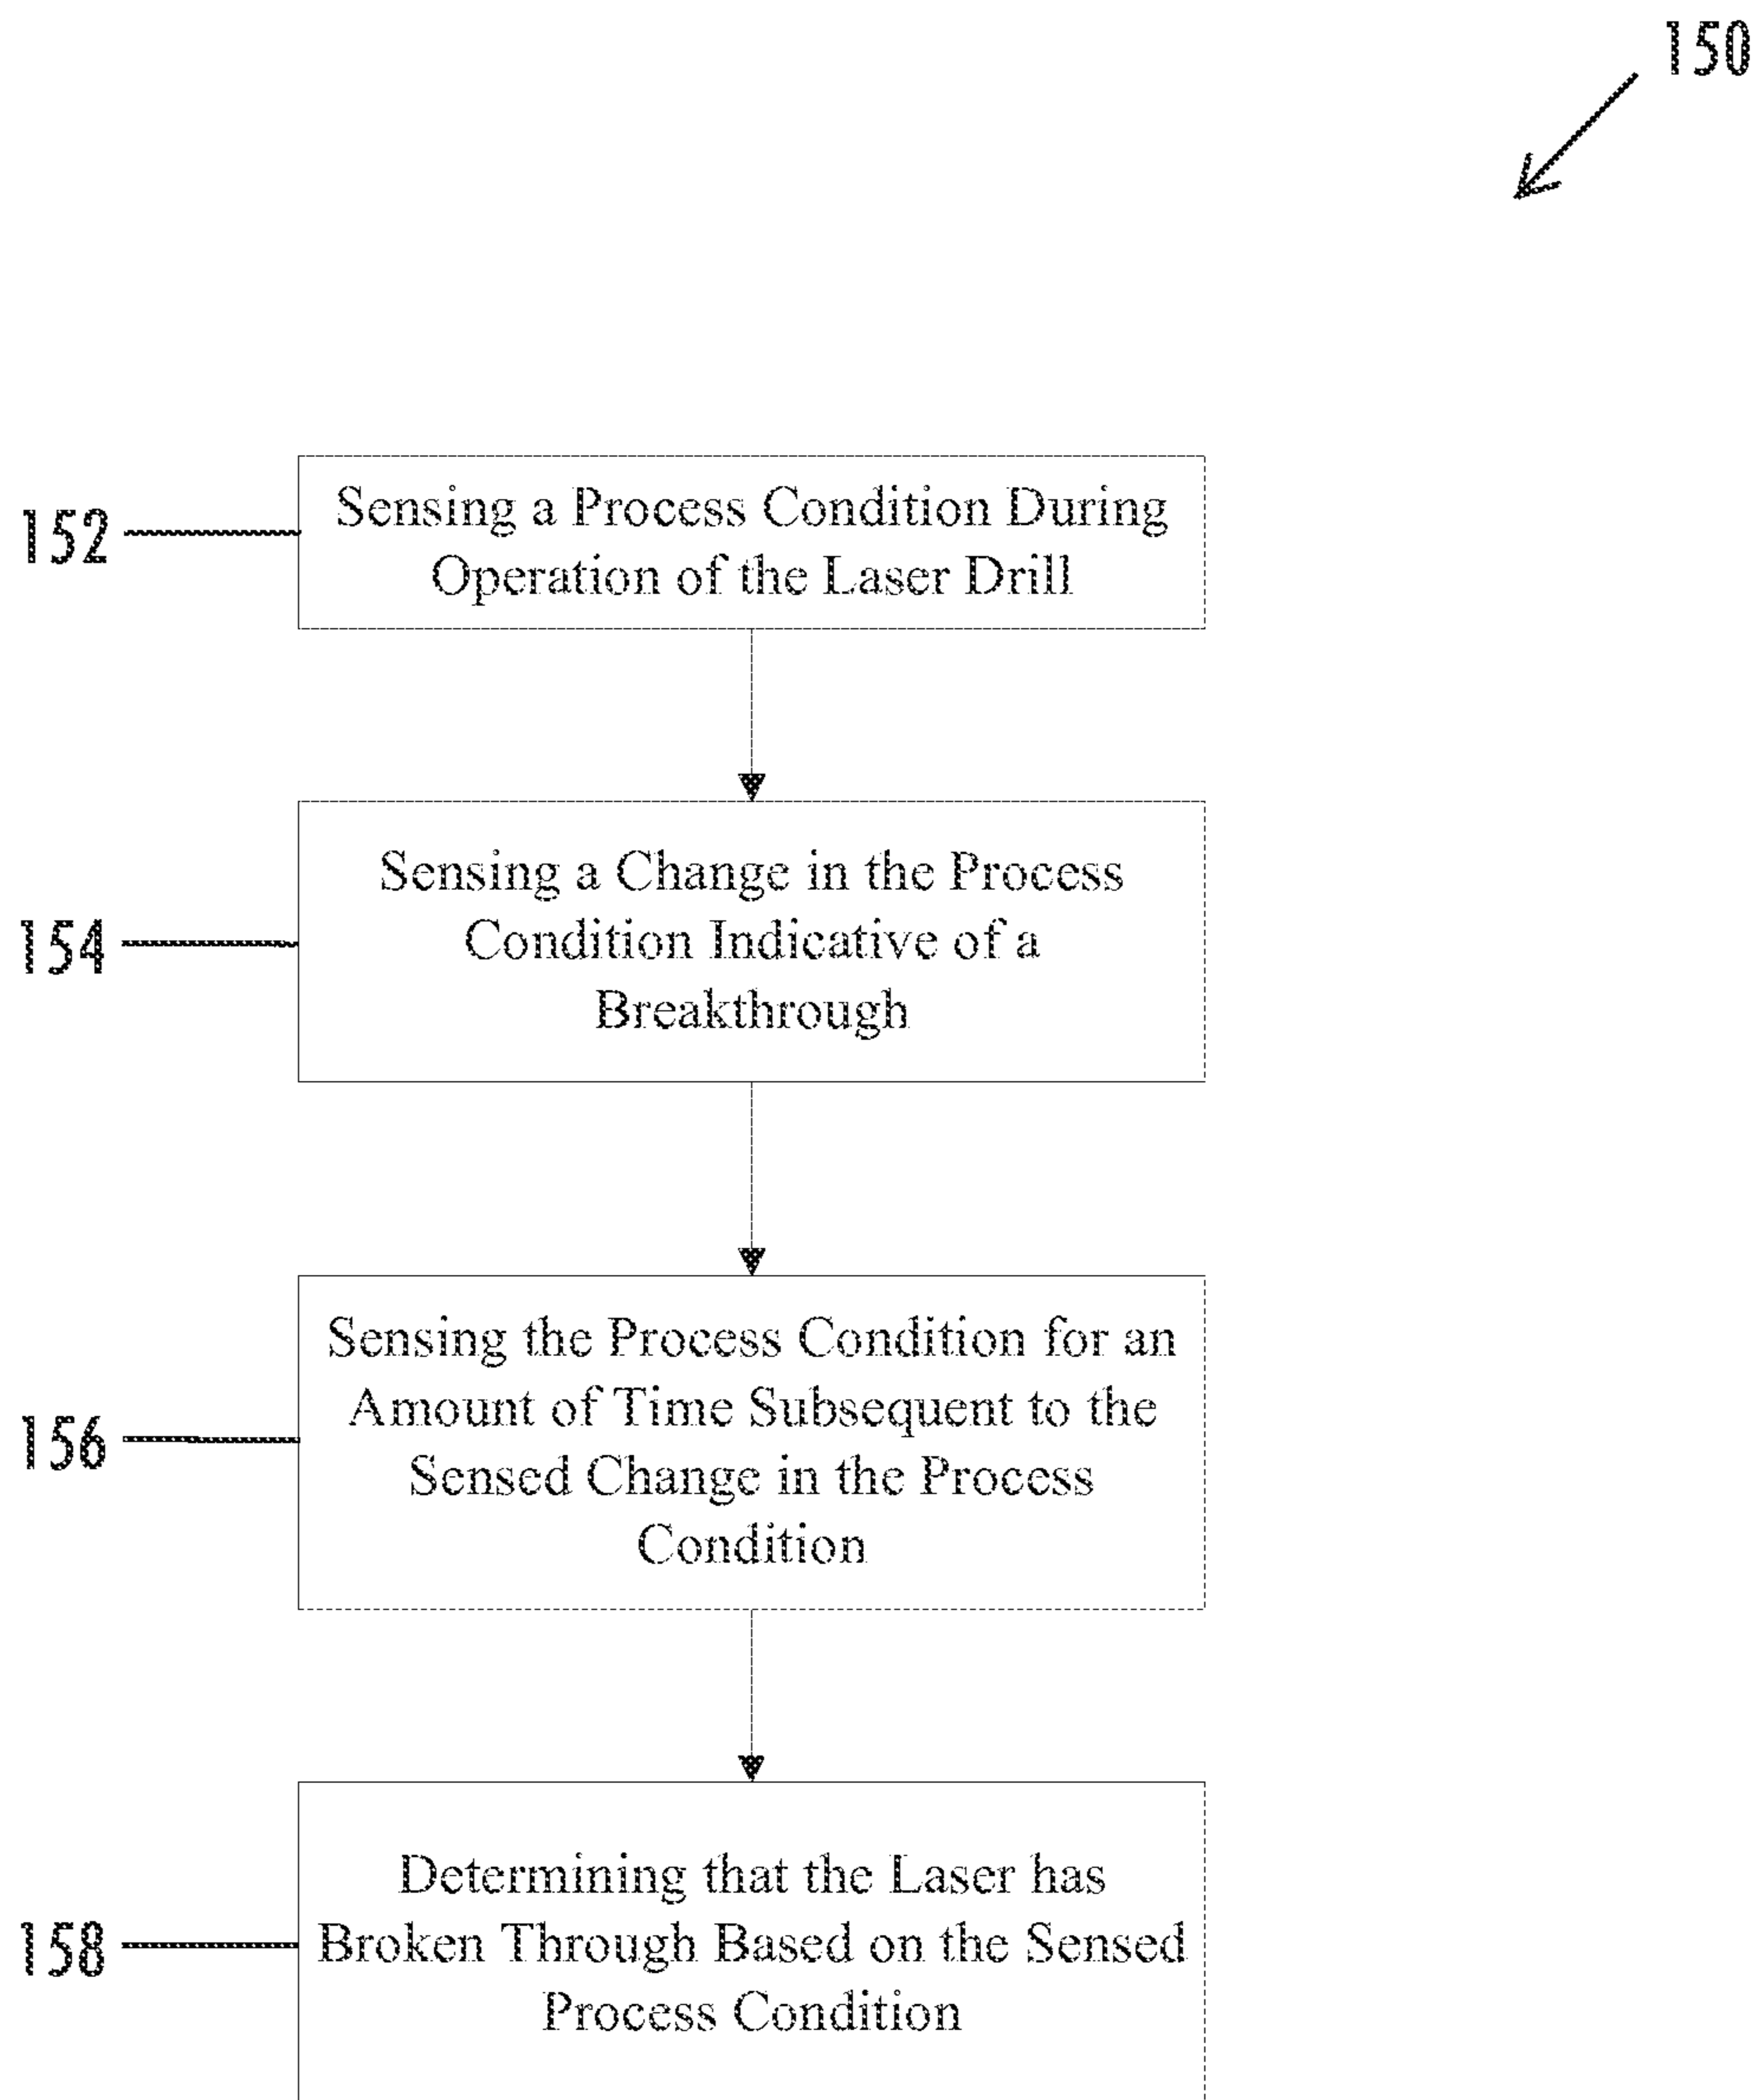 150
152
Sensing a Process Condition During
Operation of the Laser Drill
154
Sensing a Change in the Process
Condition Indicative of a
Breakthrough
156
Sensing the Process Condition for an
Amount of Time Subsequent to the
Sensed Change in the Process
Condition
158
Determining that the Laser has
Broken Through Based on the Sensed
Process Condition